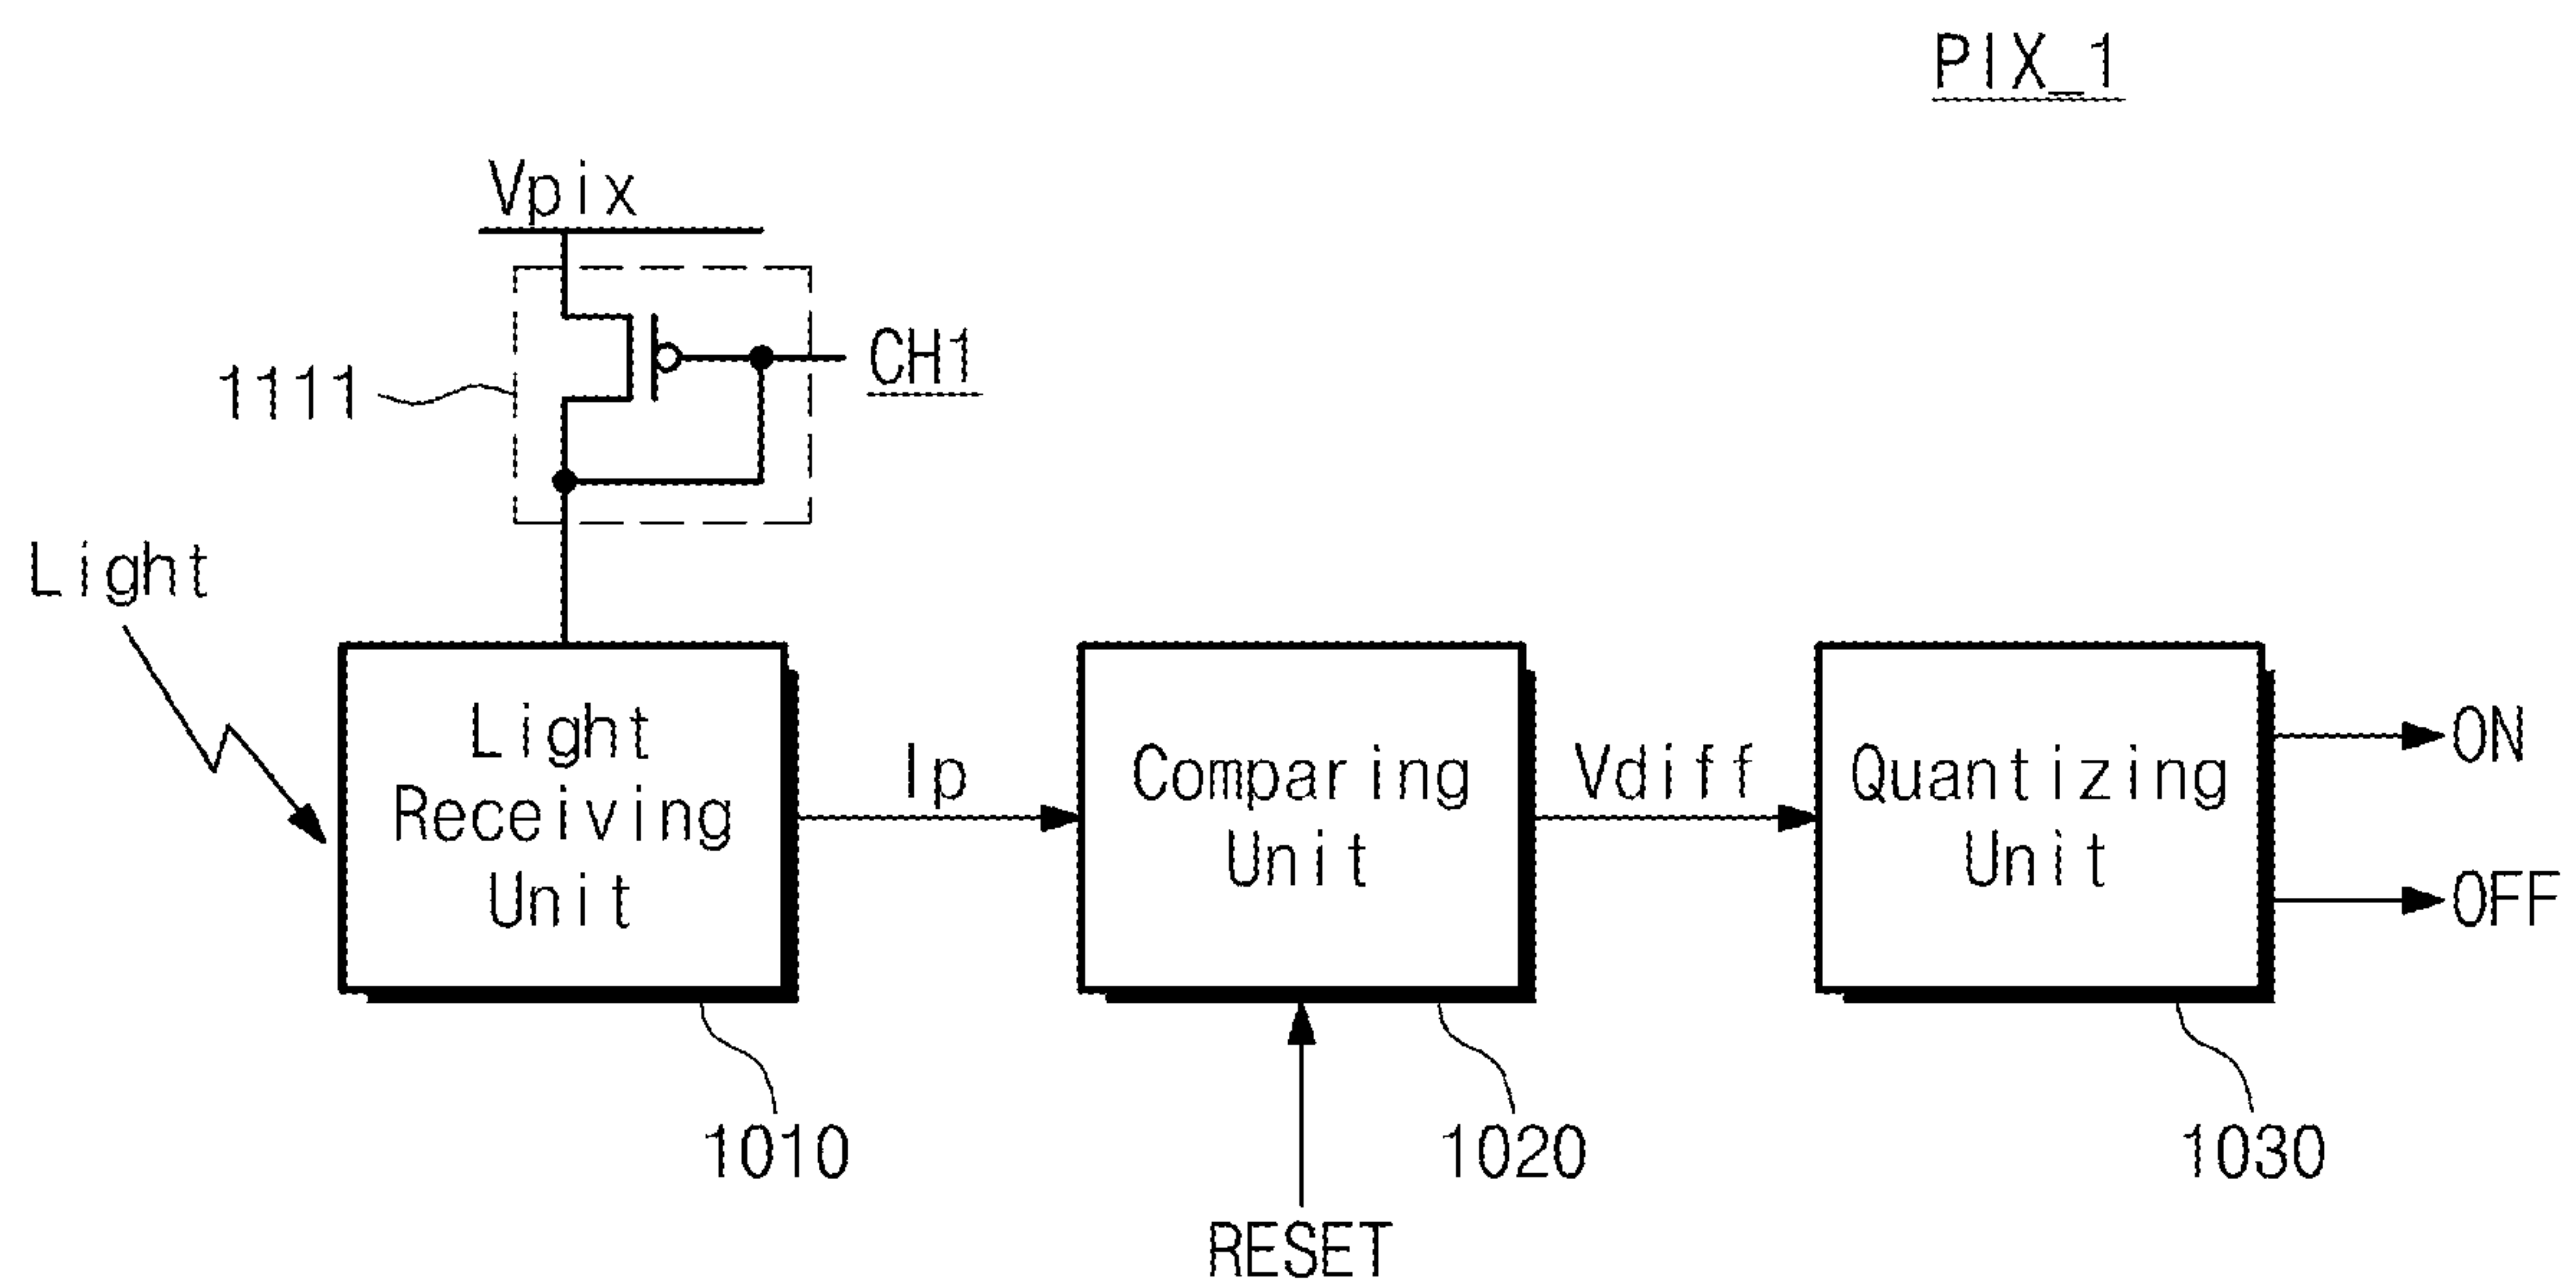 PIX_1
Vpix
CH1
1111
Light
Light
Receiving
Unit
Ip
Comparing
Unit
Vdiff
Quantizing
Unit
ON
OFF
1010
1020
1030
RESET